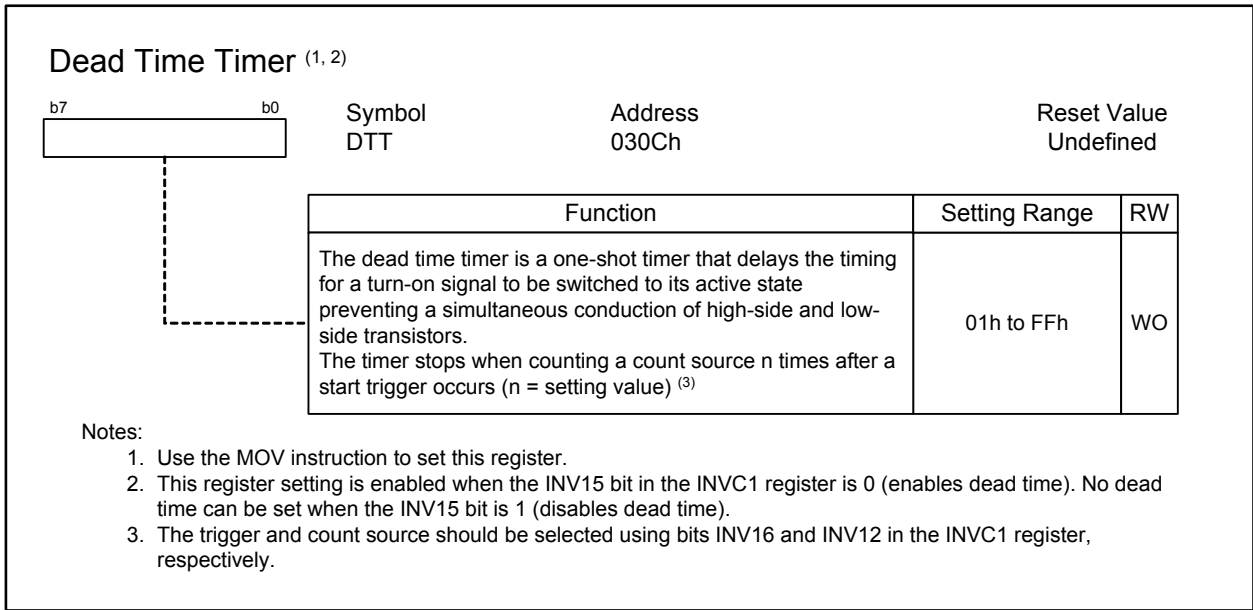 Dead Time Timer (1, 2)
b7 b0 Symbol Address Reset Value
DTT 030Ch Undefined
Function Setting Range RW
The dead time timer is a one-shot timer that delays the timing
for a turn-on signal to be switched to its active state
preventing a simultaneous conduction of high-side and low-
side transistors.
The timer stops when counting a count source n times after a
start trigger occurs (n = setting value) (3)
01h to FFh WO
Notes:
1. Use the MOV instruction to set this register.
2. This register setting is enabled when the INV15 bit in the INVC1 register is 0 (enables dead time). No dead
time can be set when the INV15 bit is 1 (disables dead time).
3. The trigger and count source should be selected using bits INV16 and INV12 in the INVC1 register,
respectively.